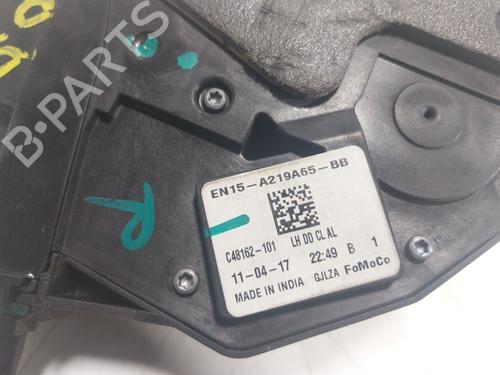 B-PARTS
EN15-A219A65-BB
C48162-101 LH DD CL AL
11-04-17 22:49 B 1
MADE IN INDIA GJLZA FoMoCo
R